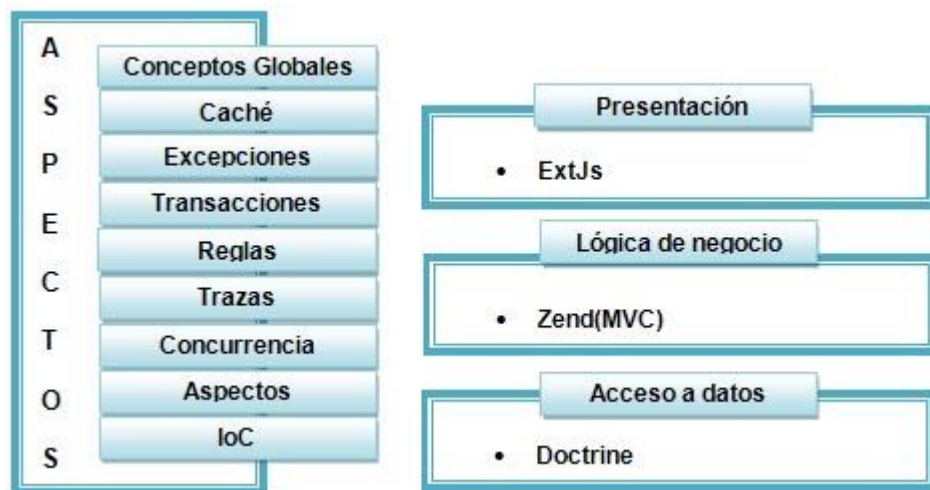 ASPECTOS
Conceptos Globales
Caché
Excepciones
Transacciones
Reglas
Trazas
Concurrencia
Aspectos
IoC
Presentación
• ExtJs
Lógica de negocio
• Zend(MVC)
Acceso a datos
• Doctrine